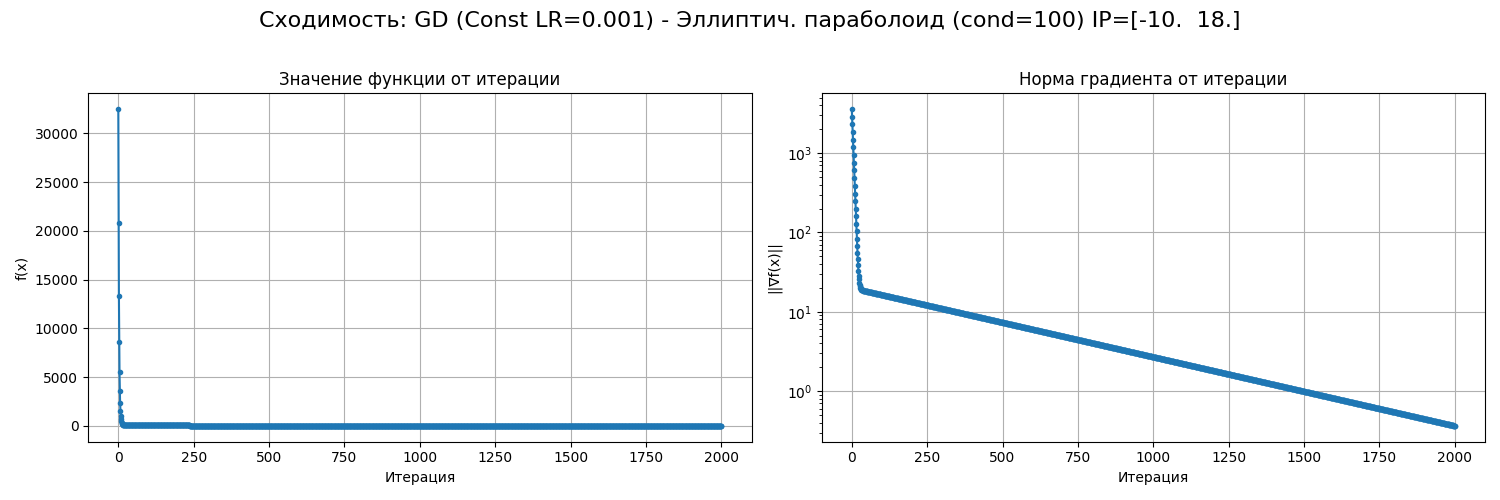 Сходимость: GD (Const LR=0.001) - Эллиптич. параболоид (cond=100) IP=[-10.  18.]
Значение функции от итерации
f(x)
30000
25000
20000
15000
10000
5000
0
0 250 500 750 1000 1250 1500 1750 2000
Итерация
Норма градиента от итерации
||∇f(x)||
10³
10²
10¹
10⁰
0 250 500 750 1000 1250 1500 1750 2000
Итерация